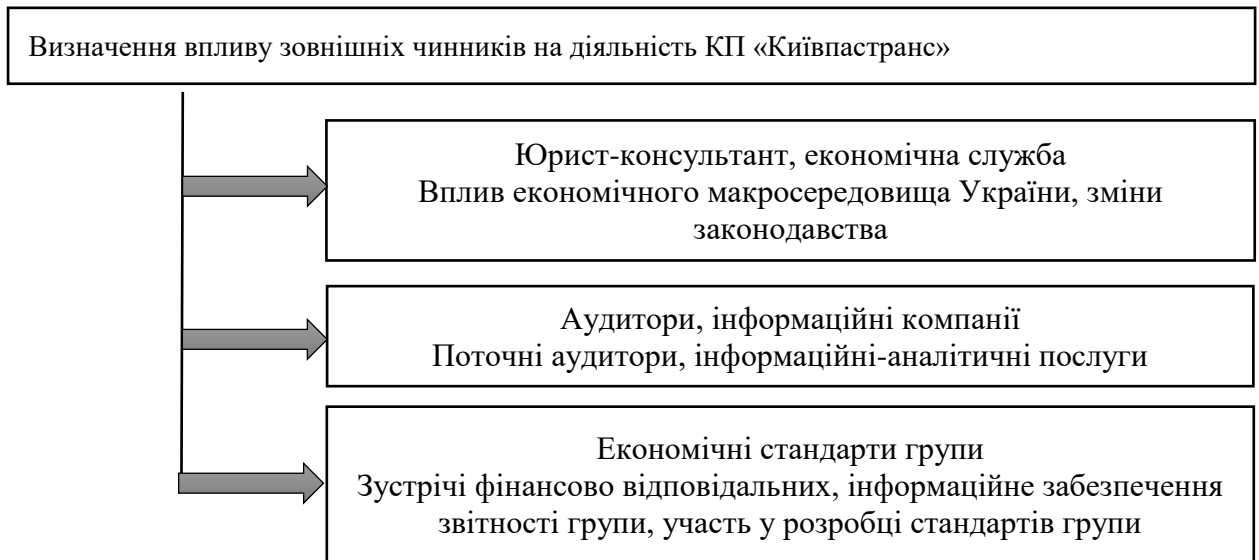 Визначення впливу зовнішніх чинників на діяльність КП «Київпастранс»
Юрист-консультант, економічна служба
Вплив економічного макросередовища України, зміни
законодавства
Аудитори, інформаційні компанії
Поточні аудитори, інформаційні-аналітичні послуги
Економічні стандарти групи
Зустрічі фінансово відповідальних, інформаційне забезпечення
звітності групи, участь у розробці стандартів групи